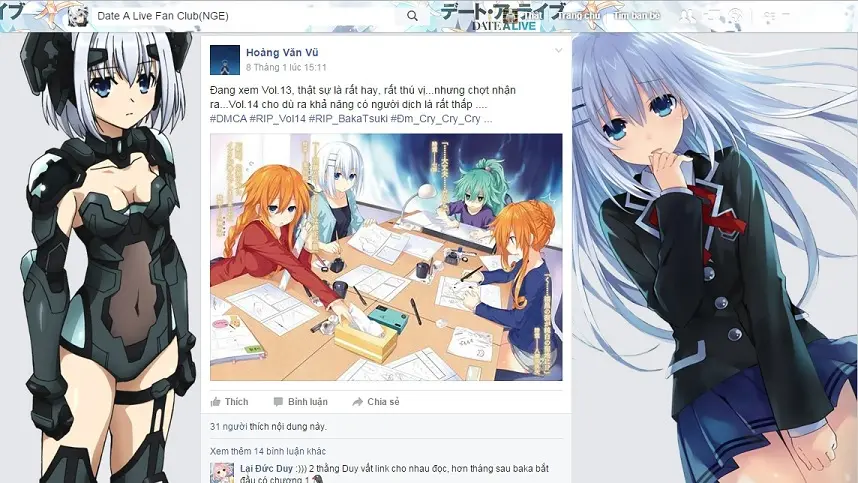 Date A Live Fan Club(NGE)
デート・ア・ライブ
DATE A LIVE
Trang chủ
Tìm bạn bè
Hoàng Văn Vũ
8 Tháng 1 lúc 15:11
Đang xem Vol.13, thật sự là rất hay, rất thú vị...nhưng chợt nhận
ra...Vol.14 cho dù ra khả năng có người dịch là rất thấp ....
#DMCA #RIP_Vol14 #RIP_BakaTsuki #Đm_Cry_Cry_Cry ...
Thích
Bình luận
Chia sẻ
31 người thích nội dung này.
Xem thêm 14 bình luận khác
Lại Đức Duy :))) 2 thằng Duy vất link cho nhau đọc, hơn tháng sau baka bắt
đầu có chương 1